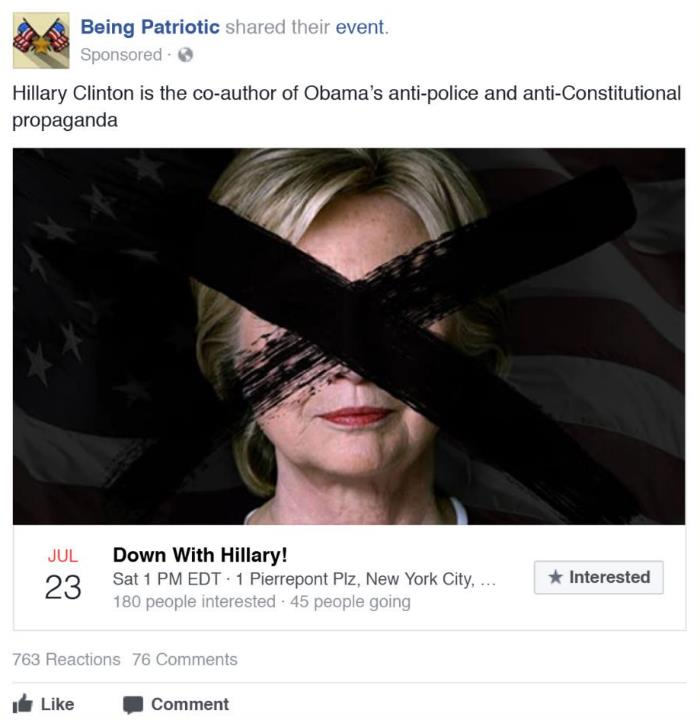 Being Patriotic shared their event.
Sponsored ·
Hillary Clinton is the co-author of Obama's anti-police and anti-Constitutional
propaganda
JUL
23
Down With Hillary!
Sat 1 PM EDT · 1 Pierrepont Plz, New York City, ...
180 people interested · 45 people going
★ Interested
763 Reactions 76 Comments
Like Comment